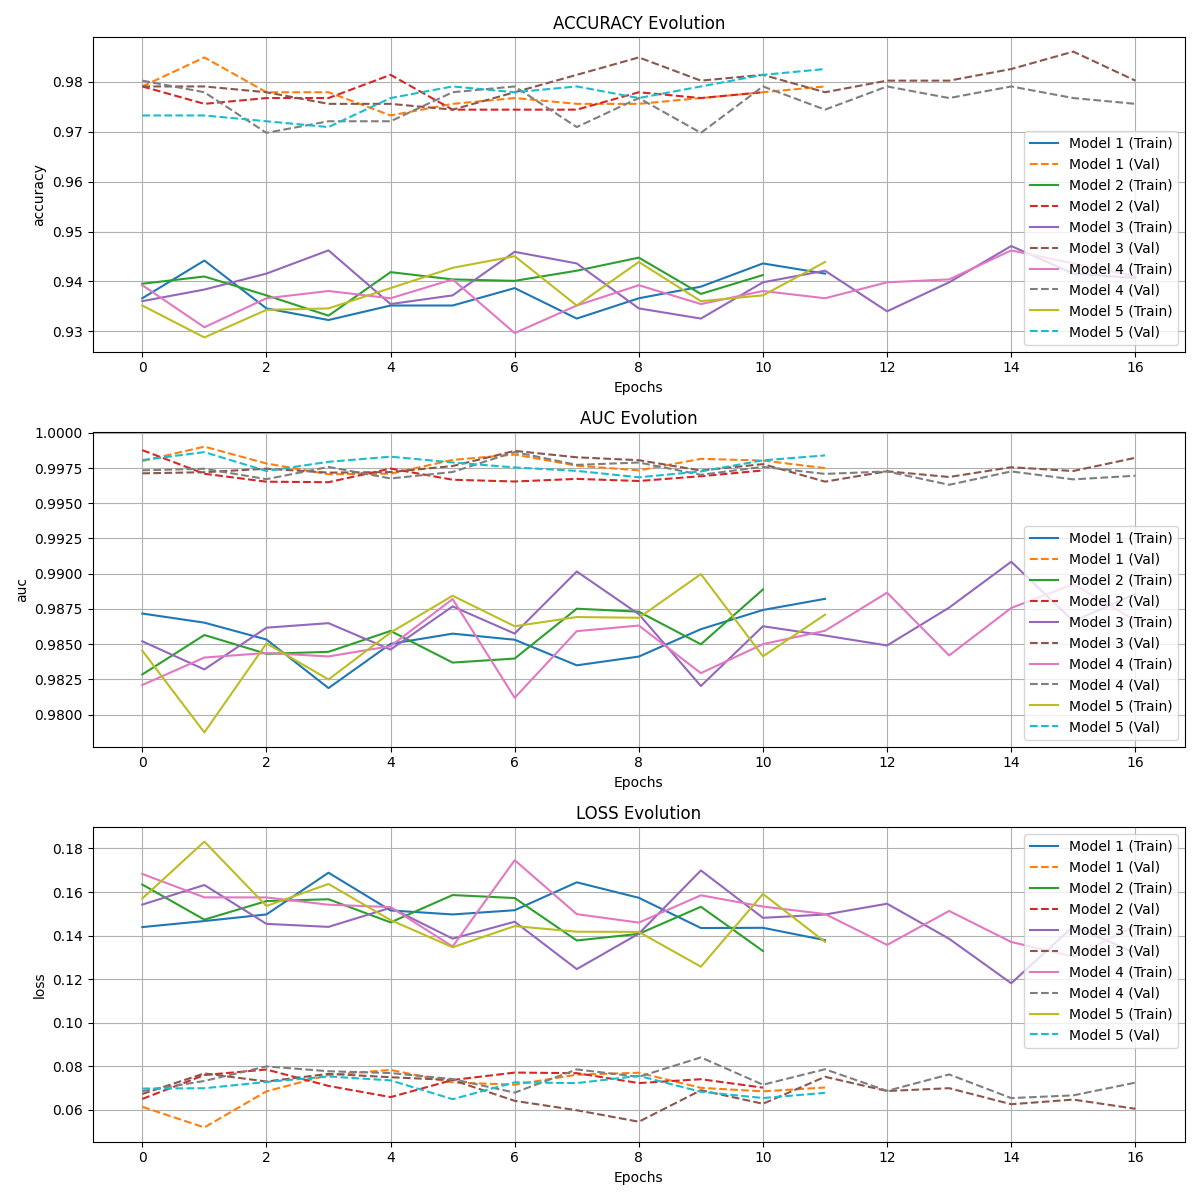 ACCURACY Evolution
0.98
0.97
0.96
0.95
0.94
0.93
accuracy
Model 1 (Train)
Model 1 (Val)
Model 2 (Train)
Model 2 (Val)
Model 3 (Train)
Model 3 (Val)
Model 4 (Train)
Model 4 (Val)
Model 5 (Train)
Model 5 (Val)
0 2 4 6 8 10 12 14 16
Epochs
AUC Evolution
1.0000
0.9975
0.9950
0.9925
0.9900
0.9875
0.9850
0.9825
0.9800
auc
Model 1 (Train)
Model 1 (Val)
Model 2 (Train)
Model 2 (Val)
Model 3 (Train)
Model 3 (Val)
Model 4 (Train)
Model 4 (Val)
Model 5 (Train)
Model 5 (Val)
0 2 4 6 8 10 12 14 16
Epochs
LOSS Evolution
0.18
0.16
0.14
0.12
0.10
0.08
0.06
loss
Model 1 (Train)
Model 1 (Val)
Model 2 (Train)
Model 2 (Val)
Model 3 (Train)
Model 3 (Val)
Model 4 (Train)
Model 4 (Val)
Model 5 (Train)
Model 5 (Val)
0 2 4 6 8 10 12 14 16
Epochs